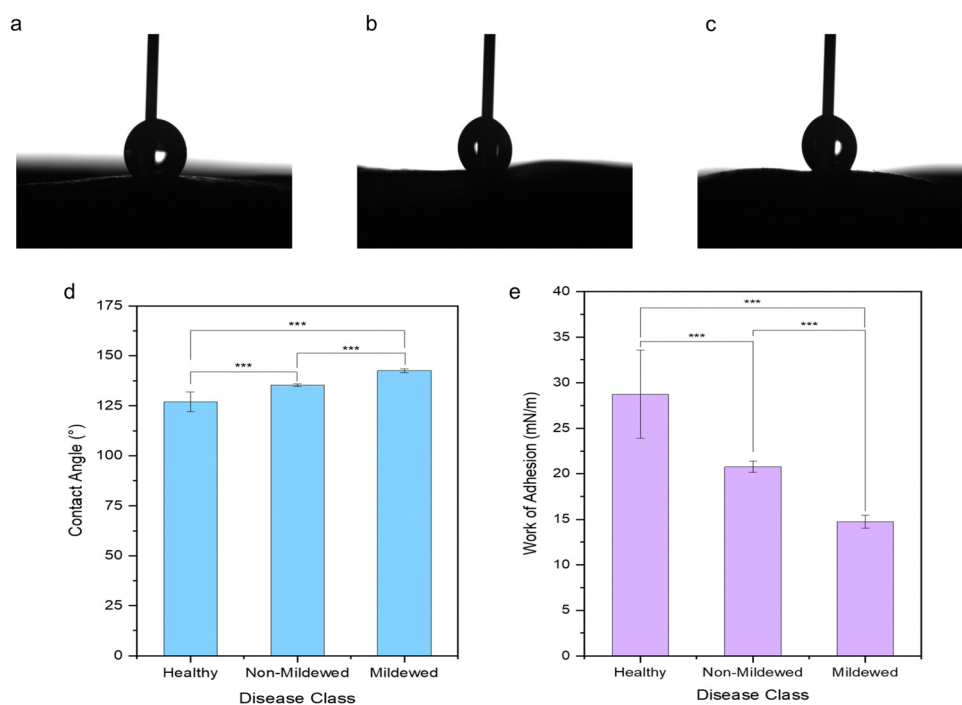 a
b
c
d
175
150
125
100
75
50
25
0
Contact Angle (°)
***
***
***
Healthy
Non-Mildewed
Mildewed
Disease Class
e
40
35
30
25
20
15
10
5
0
Work of Adhesion (mN/m)
***
***
***
Healthy
Non-Mildewed
Mildewed
Disease Class